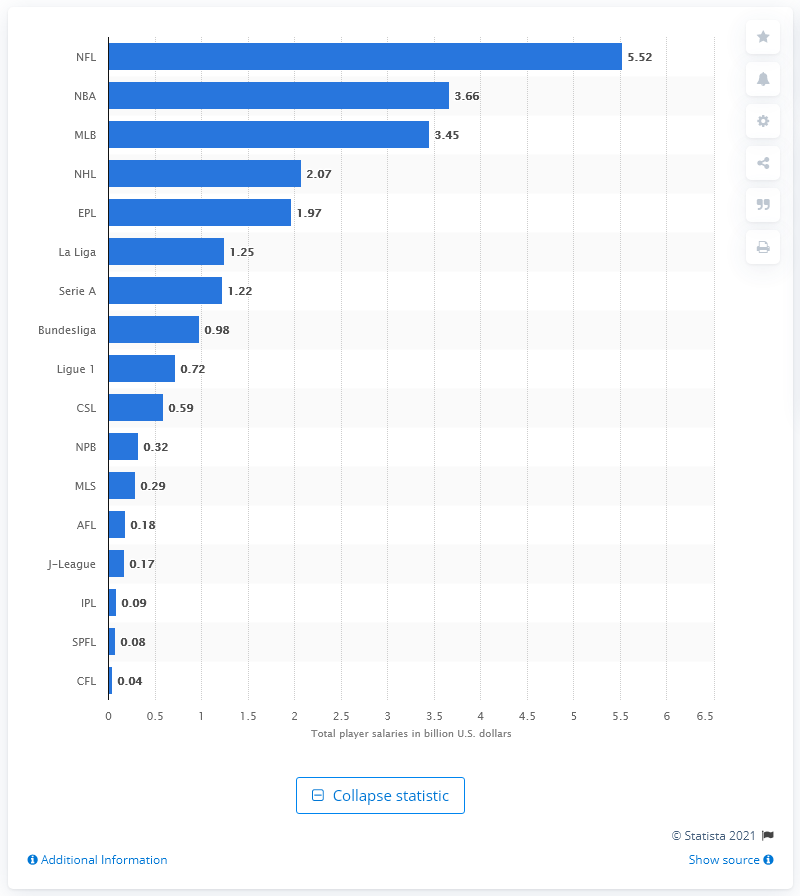 NFL 5.52
NBA 3.66
MLB 3.45
NHL 2.07
EPL 1.97
La Liga 1.25
Serie A 1.22
Bundesliga 0.98
Ligue 1 0.72
CSL 0.59
NPB 0.32
MLS 0.29
AFL 0.18
J-League 0.17
IPL 0.09
SPFL 0.08
CFL 0.04
0 0.5 1 1.5 2 2.5 3 3.5 4 4.5 5 5.5 6 6.5
Total player salaries in billion U.S. dollars
Collapse statistic
© Statista 2021
Additional Information Show source